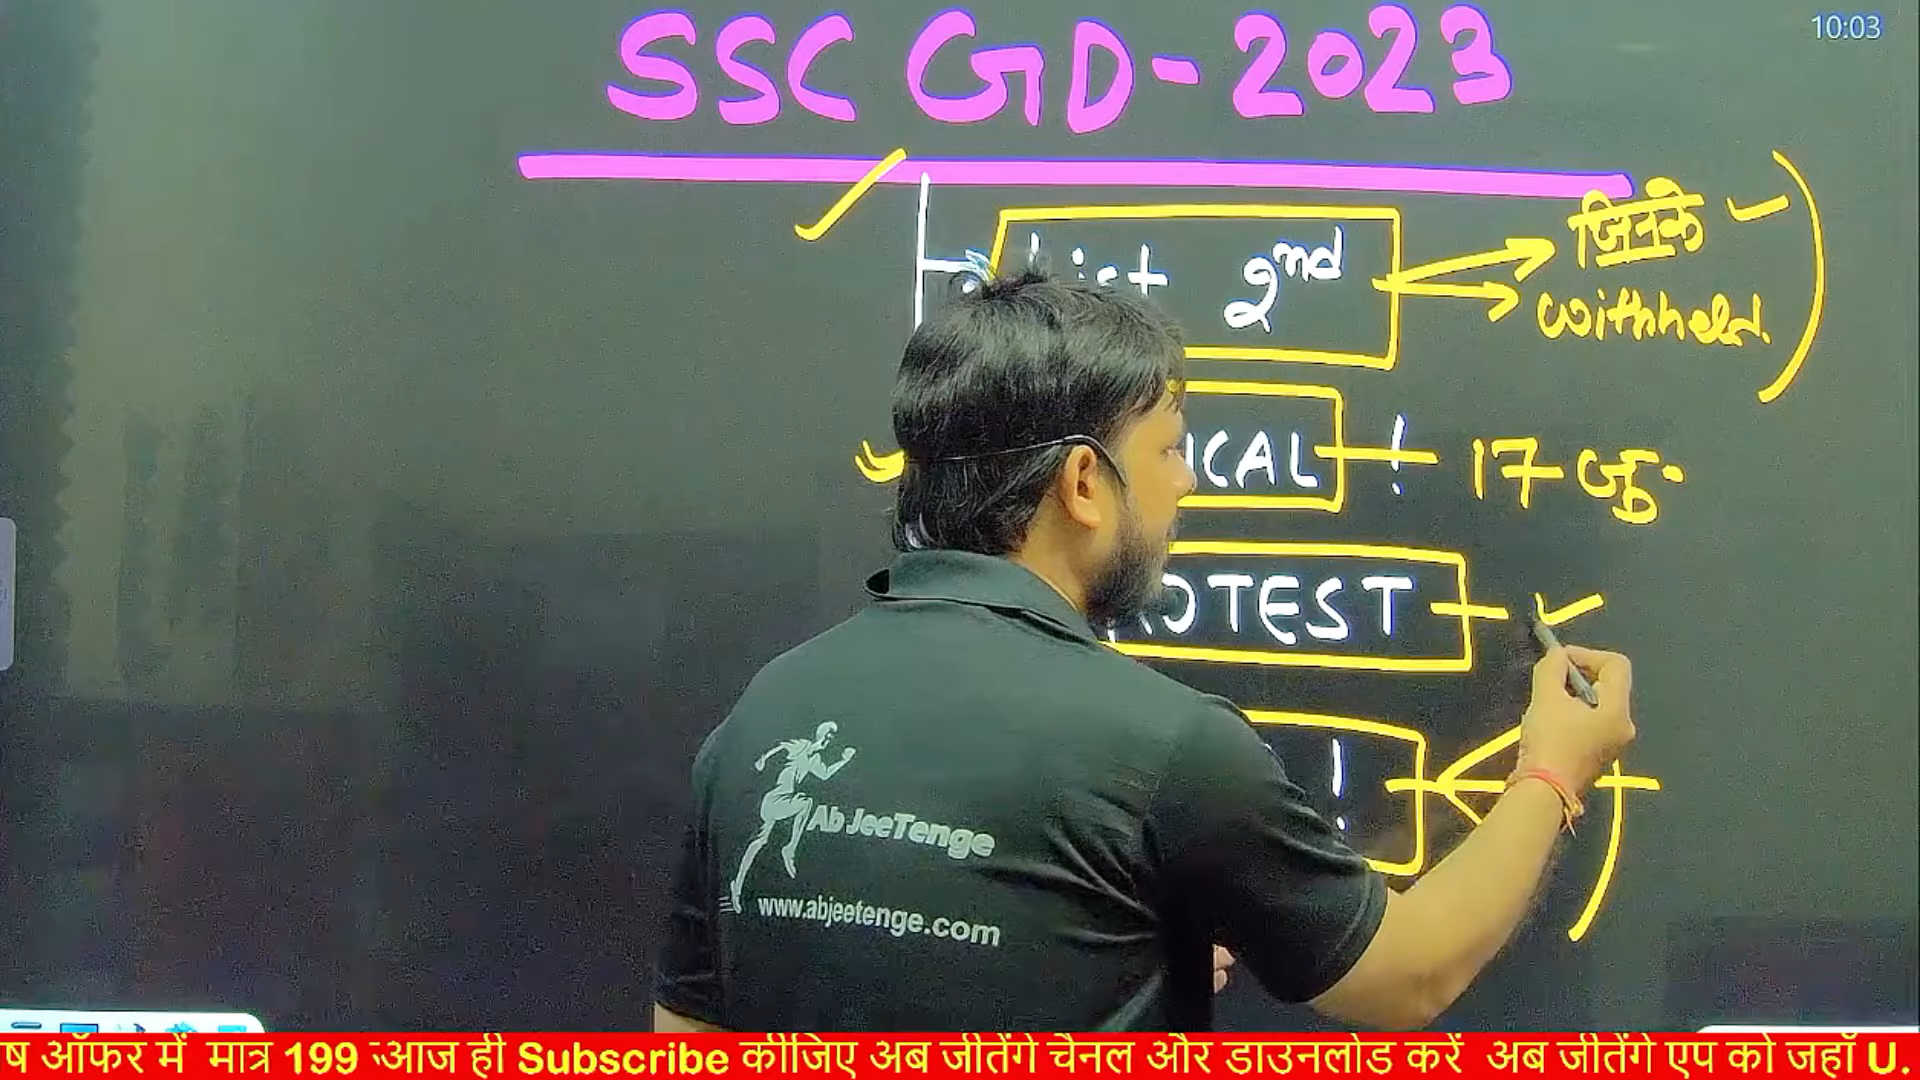 10:03
SSC GD-2023
2nd
जिनके
withheld.
! 17 जु॰
OTEST
!
Ab JeeTenge
www.abjeetenge.com
ष ऑफर में मात्र 199 आज ही Subscribe कीजिए अब जीतेंगे चैनल और डाउनलोड करें अब जीतेंगे एप को जहाँ U.